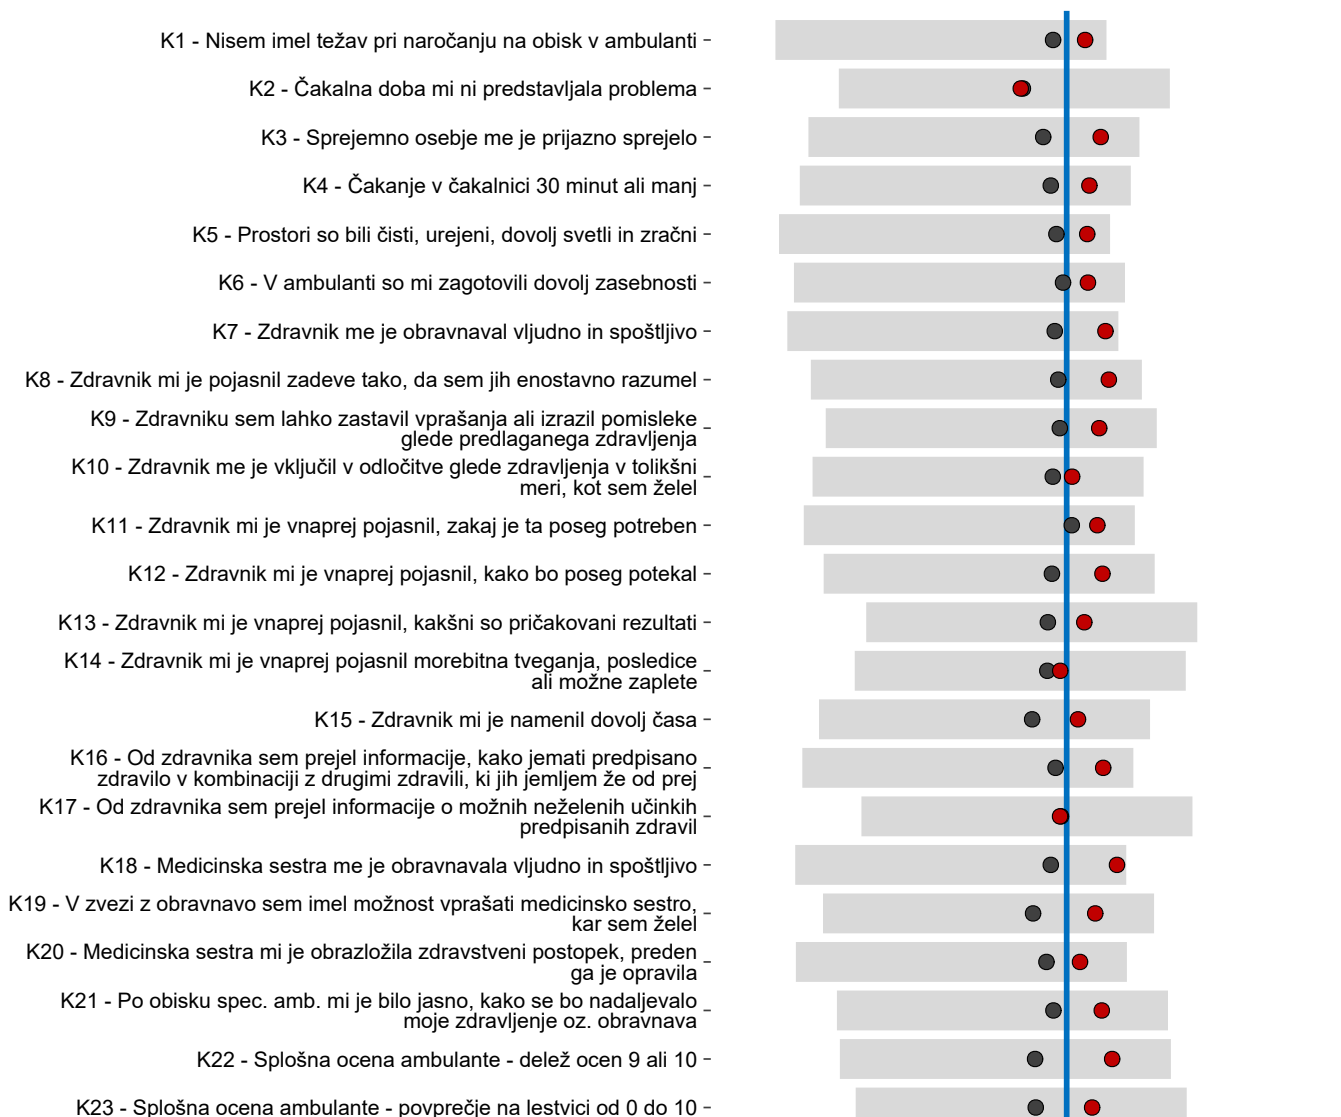 K1 - Nisem imel težav pri naročanju na obisk v ambulanti
K2 - Čakalna doba mi ni predstavljala problema
K3 - Sprejemno osebje me je prijazno sprejelo
K4 - Čakanje v čakalnici 30 minut ali manj
K5 - Prostori so bili čisti, urejeni, dovolj svetli in zračni
K6 - V ambulanti so mi zagotovili dovolj zasebnosti
K7 - Zdravnik me je obravnaval vljudno in spoštljivo
K8 - Zdravnik mi je pojasnil zadeve tako, da sem jih enostavno razumel
K9 - Zdravniku sem lahko zastavil vprašanja ali izrazil pomisleke
glede predlaganega zdravljenja
K10 - Zdravnik me je vključil v odločitve glede zdravljenja v tolikšni
meri, kot sem želel
K11 - Zdravnik mi je vnaprej pojasnil, zakaj je ta poseg potreben
K12 - Zdravnik mi je vnaprej pojasnil, kako bo poseg potekal
K13 - Zdravnik mi je vnaprej pojasnil, kakšni so pričakovani rezultati
K14 - Zdravnik mi je vnaprej pojasnil morebitna tveganja, posledice
ali možne zaplete
K15 - Zdravnik mi je namenil dovolj časa
K16 - Od zdravnika sem prejel informacije, kako jemati predpisano
zdravilo v kombinaciji z drugimi zdravili, ki jih jemljem že od prej
K17 - Od zdravnika sem prejel informacije o možnih neželenih učinkih
predpisanih zdravil
K18 - Medicinska sestra me je obravnavala vljudno in spoštljivo
K19 - V zvezi z obravnavo sem imel možnost vprašati medicinsko sestro,
kar sem želel
K20 - Medicinska sestra mi je obrazložila zdravstveni postopek, preden
ga je opravila
K21 - Po obisku spec. amb. mi je bilo jasno, kako se bo nadaljevalo
moje zdravljenje oz. obravnava
K22 - Splošna ocena ambulante - delež ocen 9 ali 10
K23 - Splošna ocena ambulante - povprečje na lestvici od 0 do 10